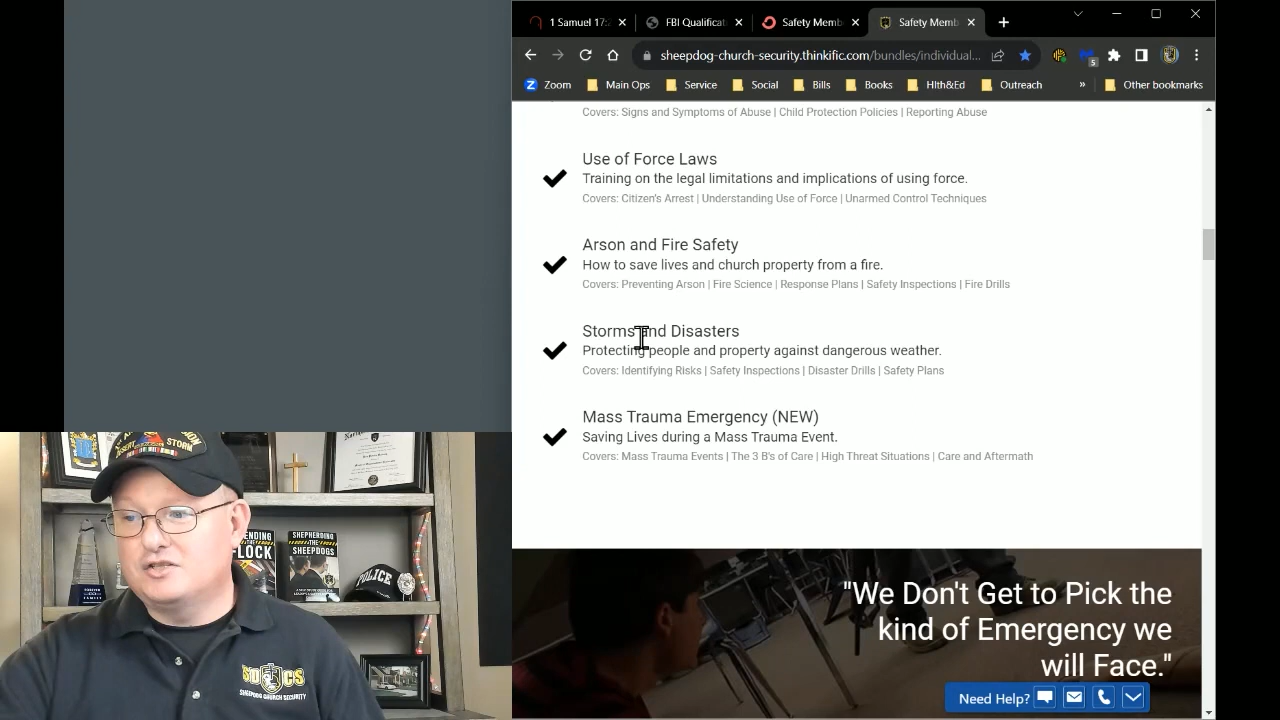 1 Samuel 17:
FBI Qualificat
Safety Memb
Safety Memb
sheepdog-church-security.thinkific.com/bundles/individual...
5
Zoom
Main Ops
Service
Social
Bills
Books
Hlth&Ed
Outreach
»
Other bookmarks
Covers: Signs and Symptoms of Abuse | Child Protection Policies | Reporting Abuse
Use of Force Laws
Training on the legal limitations and implications of using force.
Covers: Citizen's Arrest | Understanding Use of Force | Unarmed Control Techniques
Arson and Fire Safety
How to save lives and church property from a fire.
Covers: Preventing Arson | Fire Science | Response Plans | Safety Inspections | Fire Drills
Storms and Disasters
Protecting people and property against dangerous weather.
Covers: Identifying Risks | Safety Inspections | Disaster Drills | Safety Plans
Mass Trauma Emergency (NEW)
Saving Lives during a Mass Trauma Event.
Covers: Mass Trauma Events | The 3 B's of Care | High Threat Situations | Care and Aftermath
"We Don't Get to Pick the
kind of Emergency we
will Face."
Need Help?
STORM
LOCK
SHEPHERDING
THE
SHEEPDOGS
POLICE
SDCS
SHEEPDOG CHURCH SECURITY